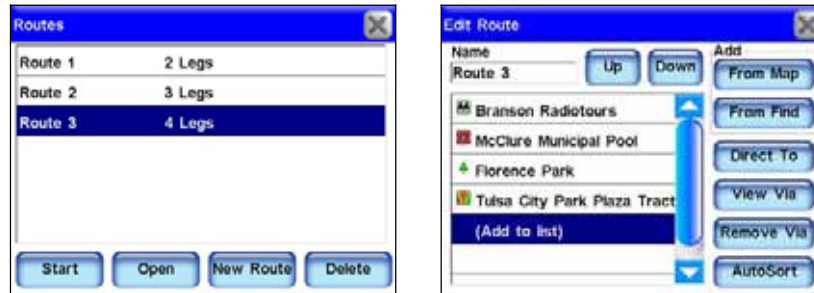 Routes
Route 1 2 Legs
Route 2 3 Legs
Route 3 4 Legs
Start Open New Route Delete
Edit Route
Name
Route 3
Up Down
Add
From Map
From Find
Branson Radiotours
McClure Municipal Pool
Florence Park
Tulsa City Park Plaza Tract
(Add to list)
Direct To
View Via
Remove Via
AutoSort